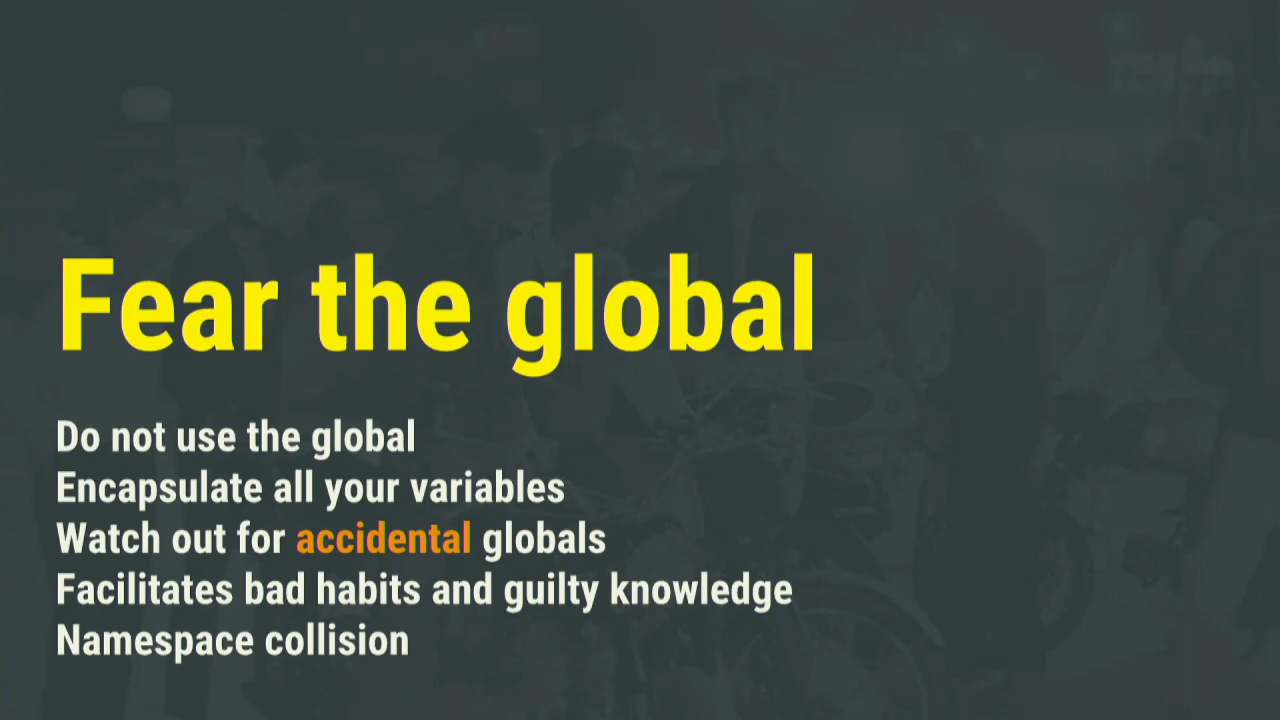 Fear the global
Do not use the global
Encapsulate all your variables
Watch out for accidental globals
Facilitates bad habits and guilty knowledge
Namespace collision